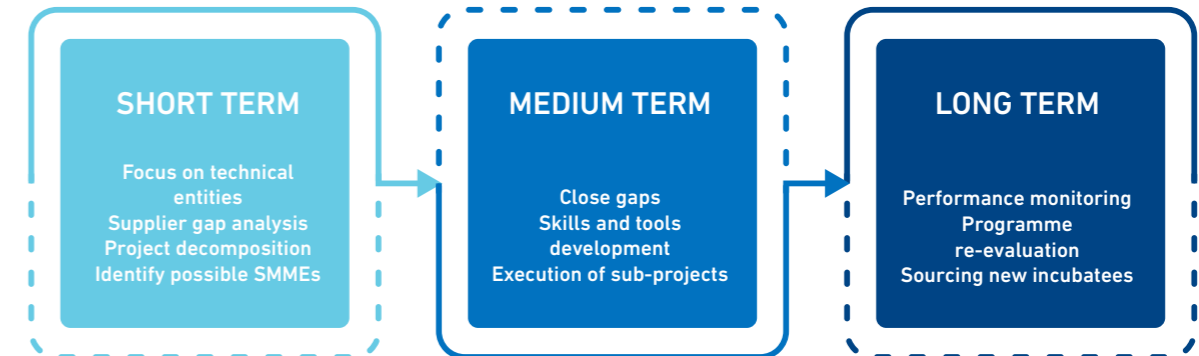 SHORT TERM
Focus on technical
entities
Supplier gap analysis
Project decomposition
Identify possible SMMEs
MEDIUM TERM
Close gaps
Skills and tools
development
Execution of sub-projects
LONG TERM
Performance monitoring
Programme
re-evaluation
Sourcing new incubatees